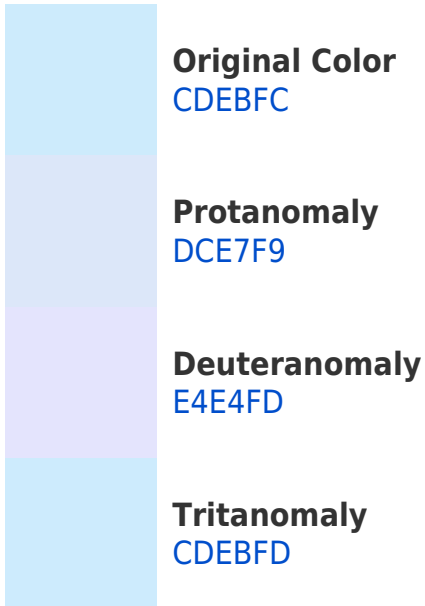 Original Color
CDEBFC
Protanomaly
DCE7F9
Deuteranomaly
E4E4FD
Tritanomaly
CDEBFD